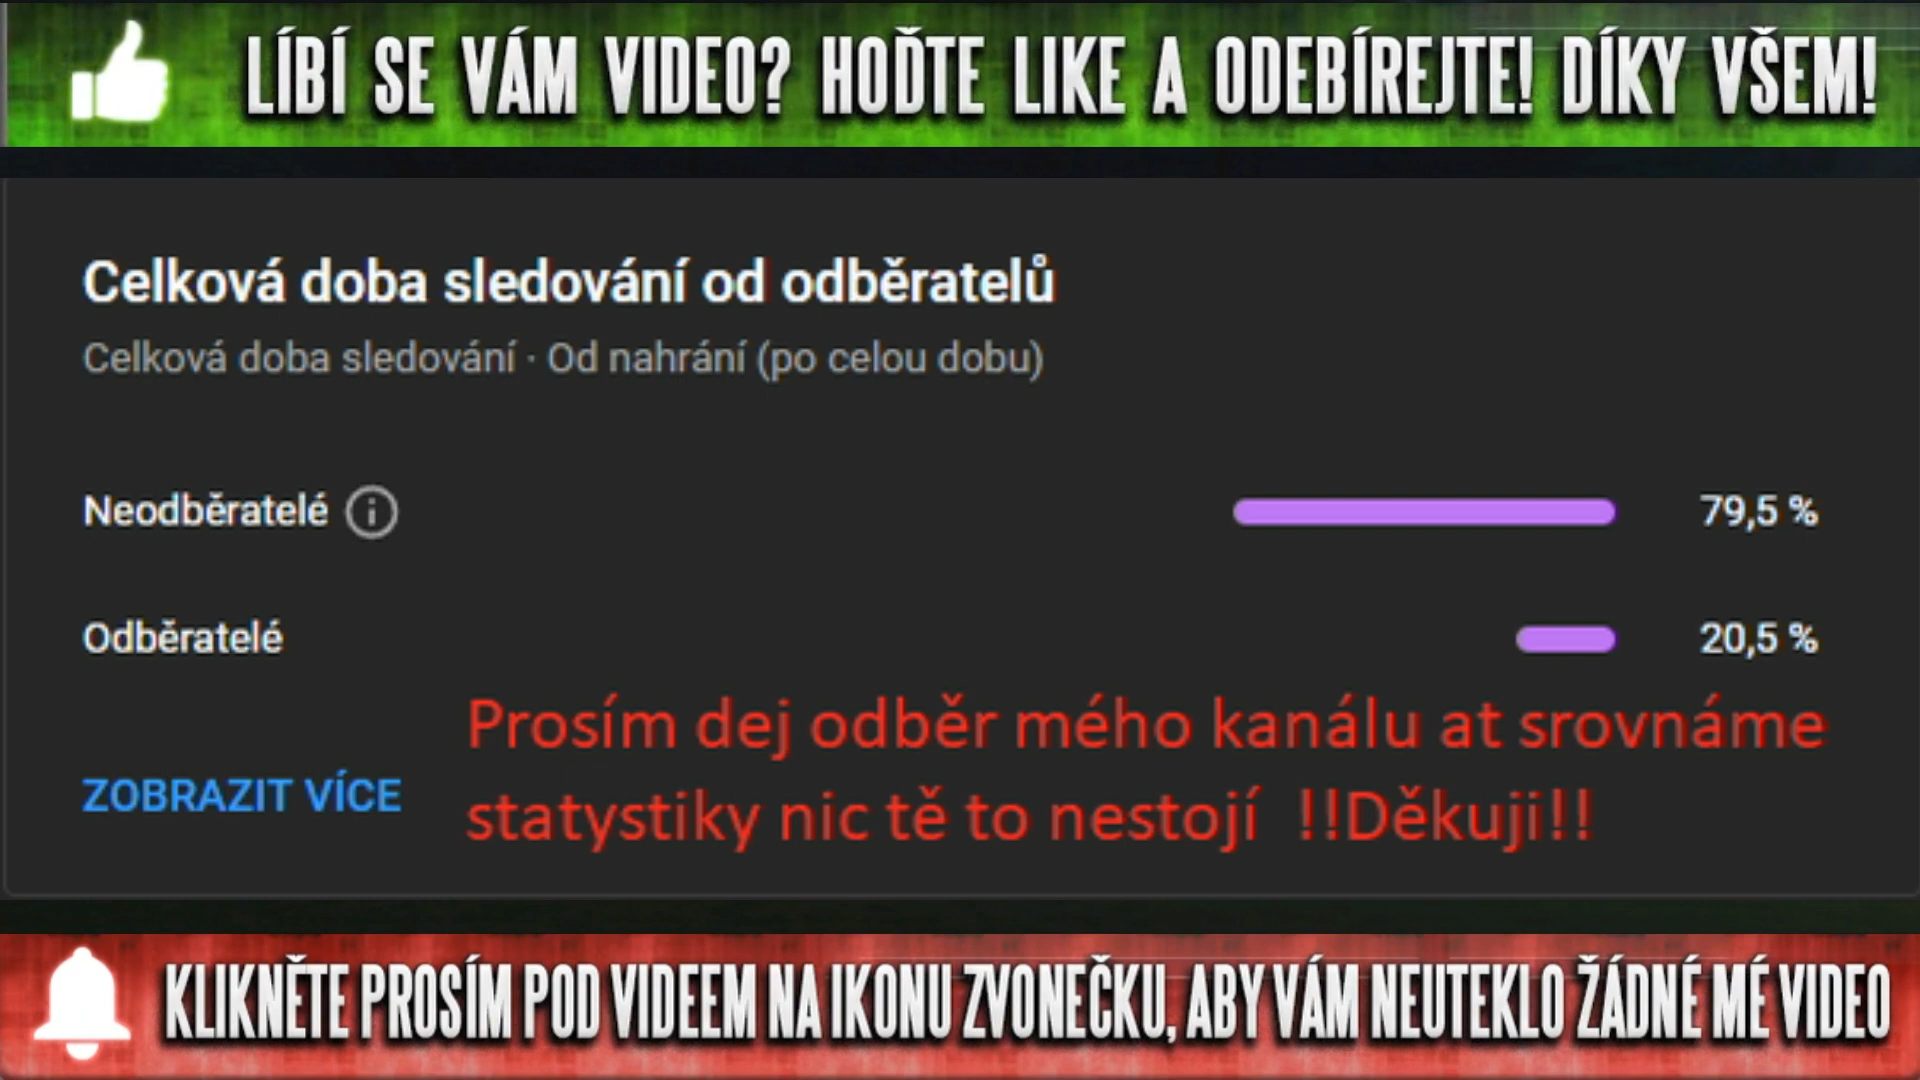 LÍBÍ SE VÁM VIDEO? HOĎTE LIKE A ODEBÍREJTE! DÍKY VŠEM!
Celková doba sledování od odběratelů
Celková doba sledování · Od nahrání (po celou dobu)
Neodběratelé 79,5 %
Odběratelé 20,5 %
Prosím dej odběr mého kanálu at srovnáme
statystiky nic tě to nestojí !!Děkuji!!
ZOBRAZIT VÍCE
KLIKNĚTE PROSÍM POD VIDEEM NA IKONU ZVONEČKU, ABY VÁM NEUTEKLO ŽÁDNÉ MÉ VIDEO